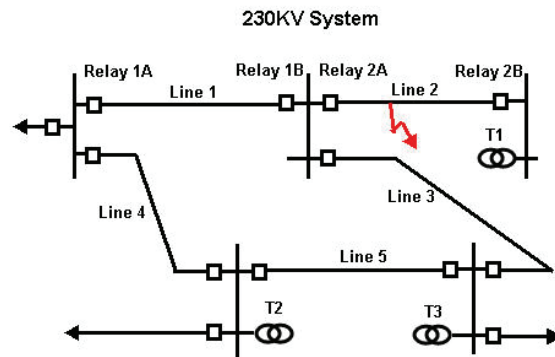 230KV System
Relay 1A
Relay 1B
Relay 2A
Relay 2B
Line 1
Line 2
T1
Line 3
Line 4
Line 5
T2
T3